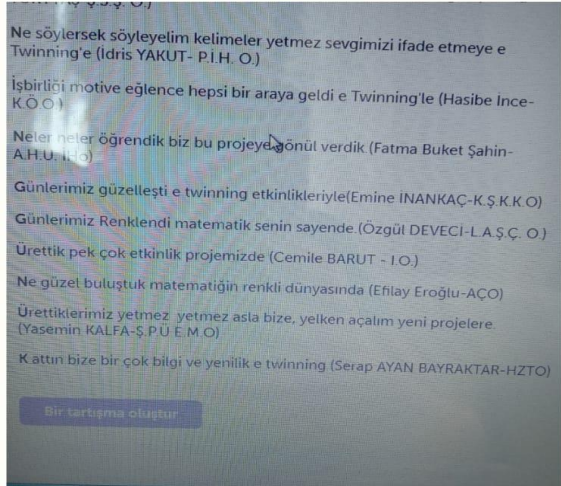 Ne söylersek söyleyelim kelimeler yetmez sevgimizi ifade etmeye e
Twinning'e (İdris YAKUT- P.İ.H. O.)
İşbirliği motive eğlence hepsi bir araya geldi e Twinning'le (Hasibe İnce-
K.Ö.O.)
Neler neler öğrendik biz bu projeye gönül verdik (Fatma Buket Şahin-
A.H.U.
Günlerimiz güzelleşti e twinning etkinlikleriyle(Emine İNANKAÇ-K.Ş.K.K.O)
Günlerimiz Renklendi matematik senin sayende.(Özgül DEVECİ-L.A.Ş.Ç. O.)
Ürettik pek çok etkinlik projemizde (Cemile BARUT - I.O.)
Ne güzel buluştuk matematiğin renkli dünyasında (Efilay Eroğlu-AÇO)
Ürettiklerimiz yetmez yetmez asla bize, yelken açalım yeni projelere.
(Yasemin KALFA-Ş.P.Ü E.M.O)
K attın bize bir çok bilgi ve yenilik e twinning (Serap AYAN BAYRAKTAR-HZTO)
Bir tartışma oluştur